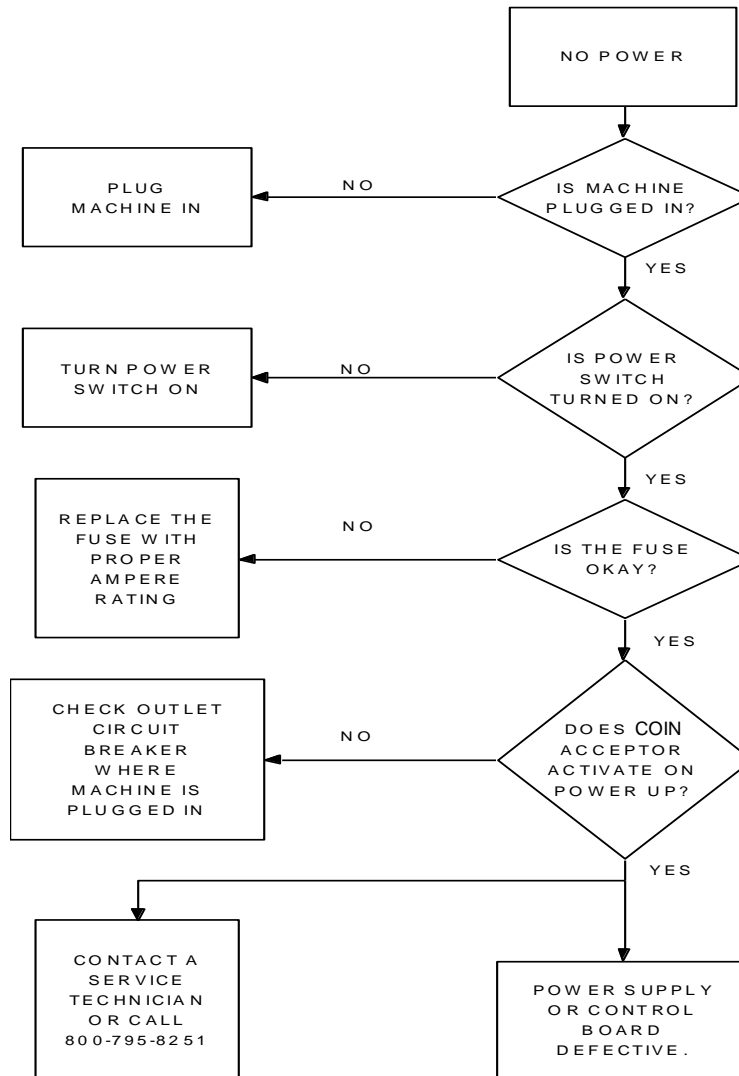 NO POWER
IS MACHINE
PLUGGED IN?
NO
PLUG
MACHINE IN
YES
IS POWER
SWITCH
TURNED ON?
NO
TURN POWER
SWITCH ON
YES
IS THE FUSE
OKAY?
NO
REPLACE THE
FUSE WITH
PROPER
AMPERE
RATING
YES
DOES COIN
ACCEPTOR
ACTIVATE ON
POWER UP?
NO
CHECK OUTLET
CIRCUIT
BREAKER
WHERE
MACHINE IS
PLUGGED IN
YES
CONTACT A
SERVICE
TECHNICIAN
OR CALL
800-795-8251
POWER SUPPLY
OR CONTROL
BOARD
DEFECTIVE.